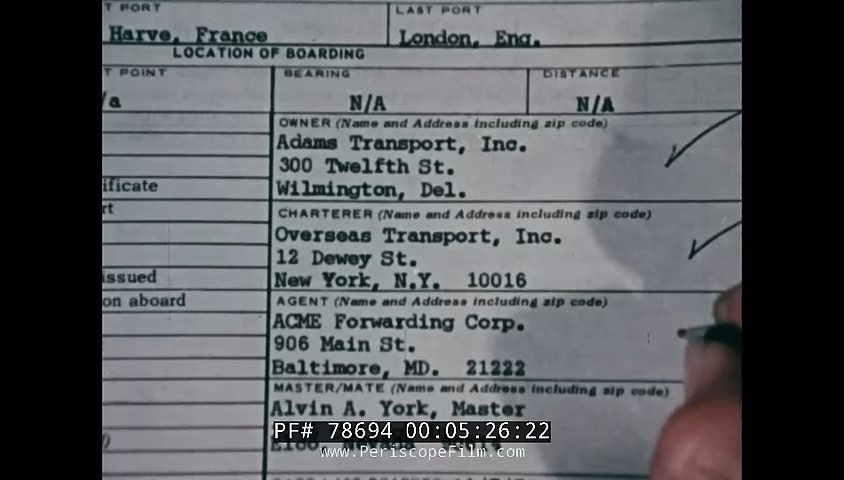 T PORT
LAST PORT
Harve, France
London, Eng.
LOCATION OF BOARDING
T POINT
BEARING
DISTANCE
/a
N/A
N/A
OWNER (Name and Address including zip code)
Adams Transport, Inc.
300 Twelfth St.
Wilmington, Del.
ificate
rt
CHARTERER (Name and Address including zip code)
Overseas Transport, Inc.
12 Dewey St.
New York, N.Y. 10016
issued
on aboard
AGENT (Name and Address including zip code)
ACME Forwarding Corp.
906 Main St.
Baltimore, MD. 21222
MASTER/MATE (Name and Address including zip code)
Alvin A. York, Master
PF# 78694 00:05:26:22
www.PeriscopeFilm.com